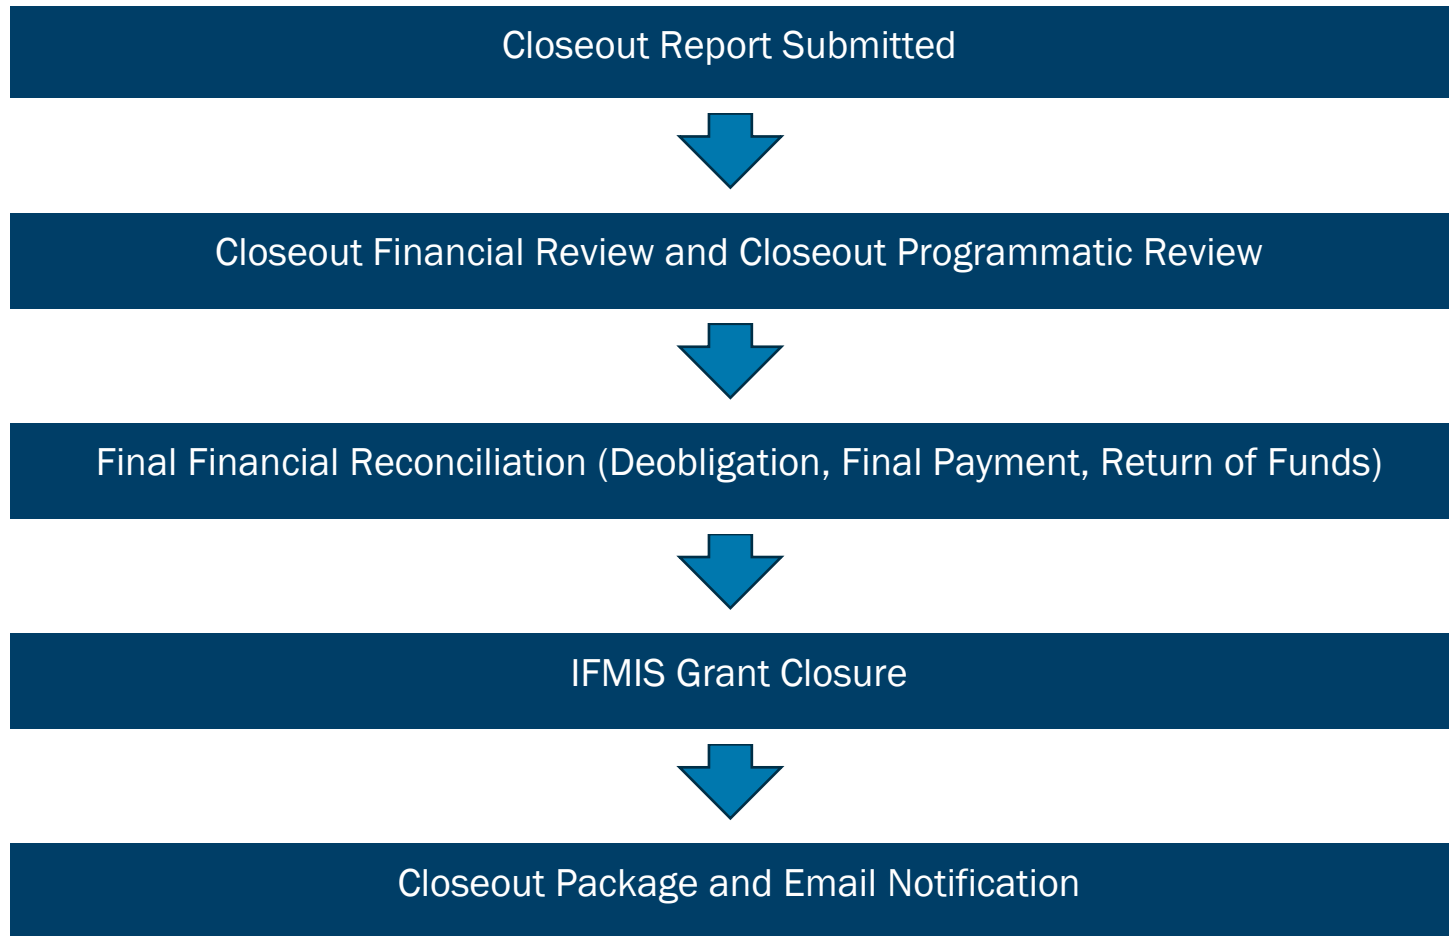 Closeout Report Submitted
Closeout Financial Review and Closeout Programmatic Review
Final Financial Reconciliation (Deobligation, Final Payment, Return of Funds)
IFMIS Grant Closure
Closeout Package and Email Notification